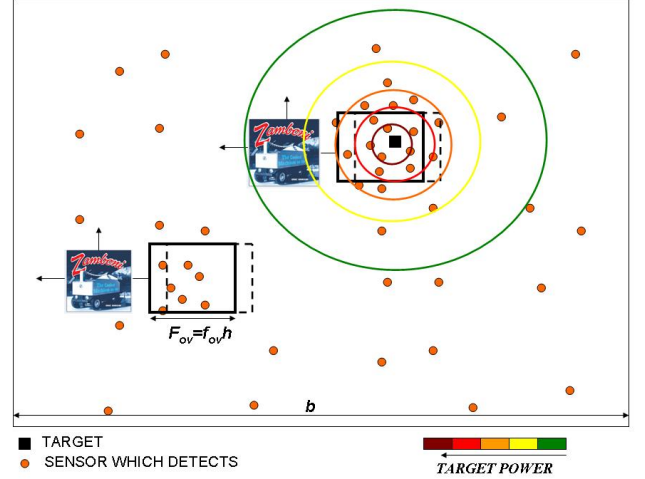 Zamboni
Zamboni
F_ov=f_ov h
b
TARGET
SENSOR WHICH DETECTS
TARGET POWER